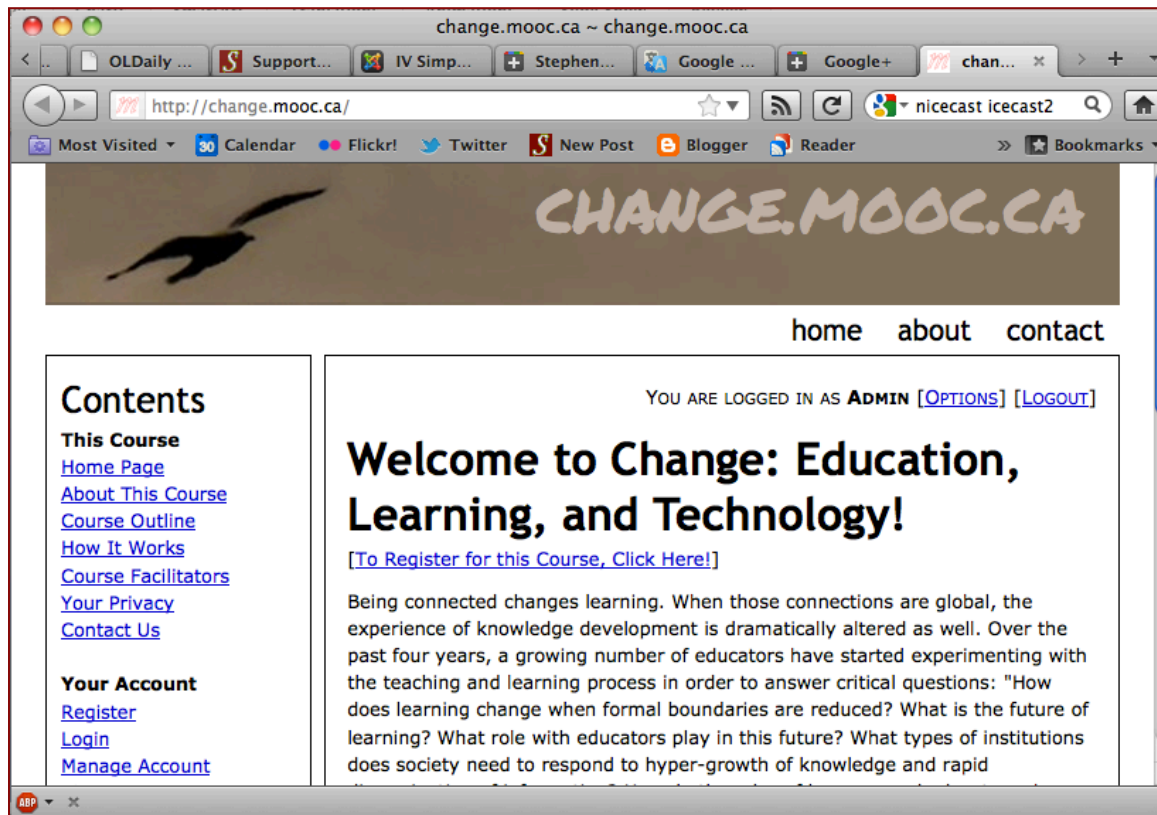 change.mooc.ca ~ change.mooc.ca
.. OLDaily ... Support... IV Simp... Stephen... Google ... Google+ chan...
http://change.mooc.ca/ nicecast icecast2
Most Visited 30 Calendar Flickr! Twitter New Post Blogger Reader » Bookmarks
CHANGE.MOOC.CA
home about contact
Contents
This Course
Home Page
About This Course
Course Outline
How It Works
Course Facilitators
Your Privacy
Contact Us
Your Account
Register
Login
Manage Account
YOU ARE LOGGED IN AS ADMIN [OPTIONS] [LOGOUT]
Welcome to Change: Education,
Learning, and Technology!
[To Register for this Course, Click Here!]
Being connected changes learning. When those connections are global, the
experience of knowledge development is dramatically altered as well. Over the
past four years, a growing number of educators have started experimenting with
the teaching and learning process in order to answer critical questions: "How
does learning change when formal boundaries are reduced? What is the future of
learning? What role with educators play in this future? What types of institutions
does society need to respond to hyper-growth of knowledge and rapid
ABP